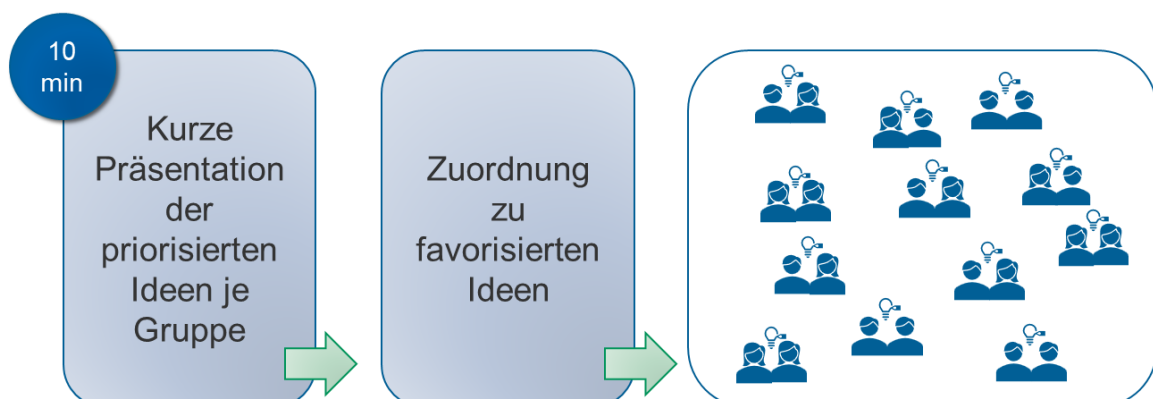 10
min
Kurze
Präsentation
der
priorisierten
Ideen je
Gruppe
Zuordnung
zu
favorisierten
Ideen